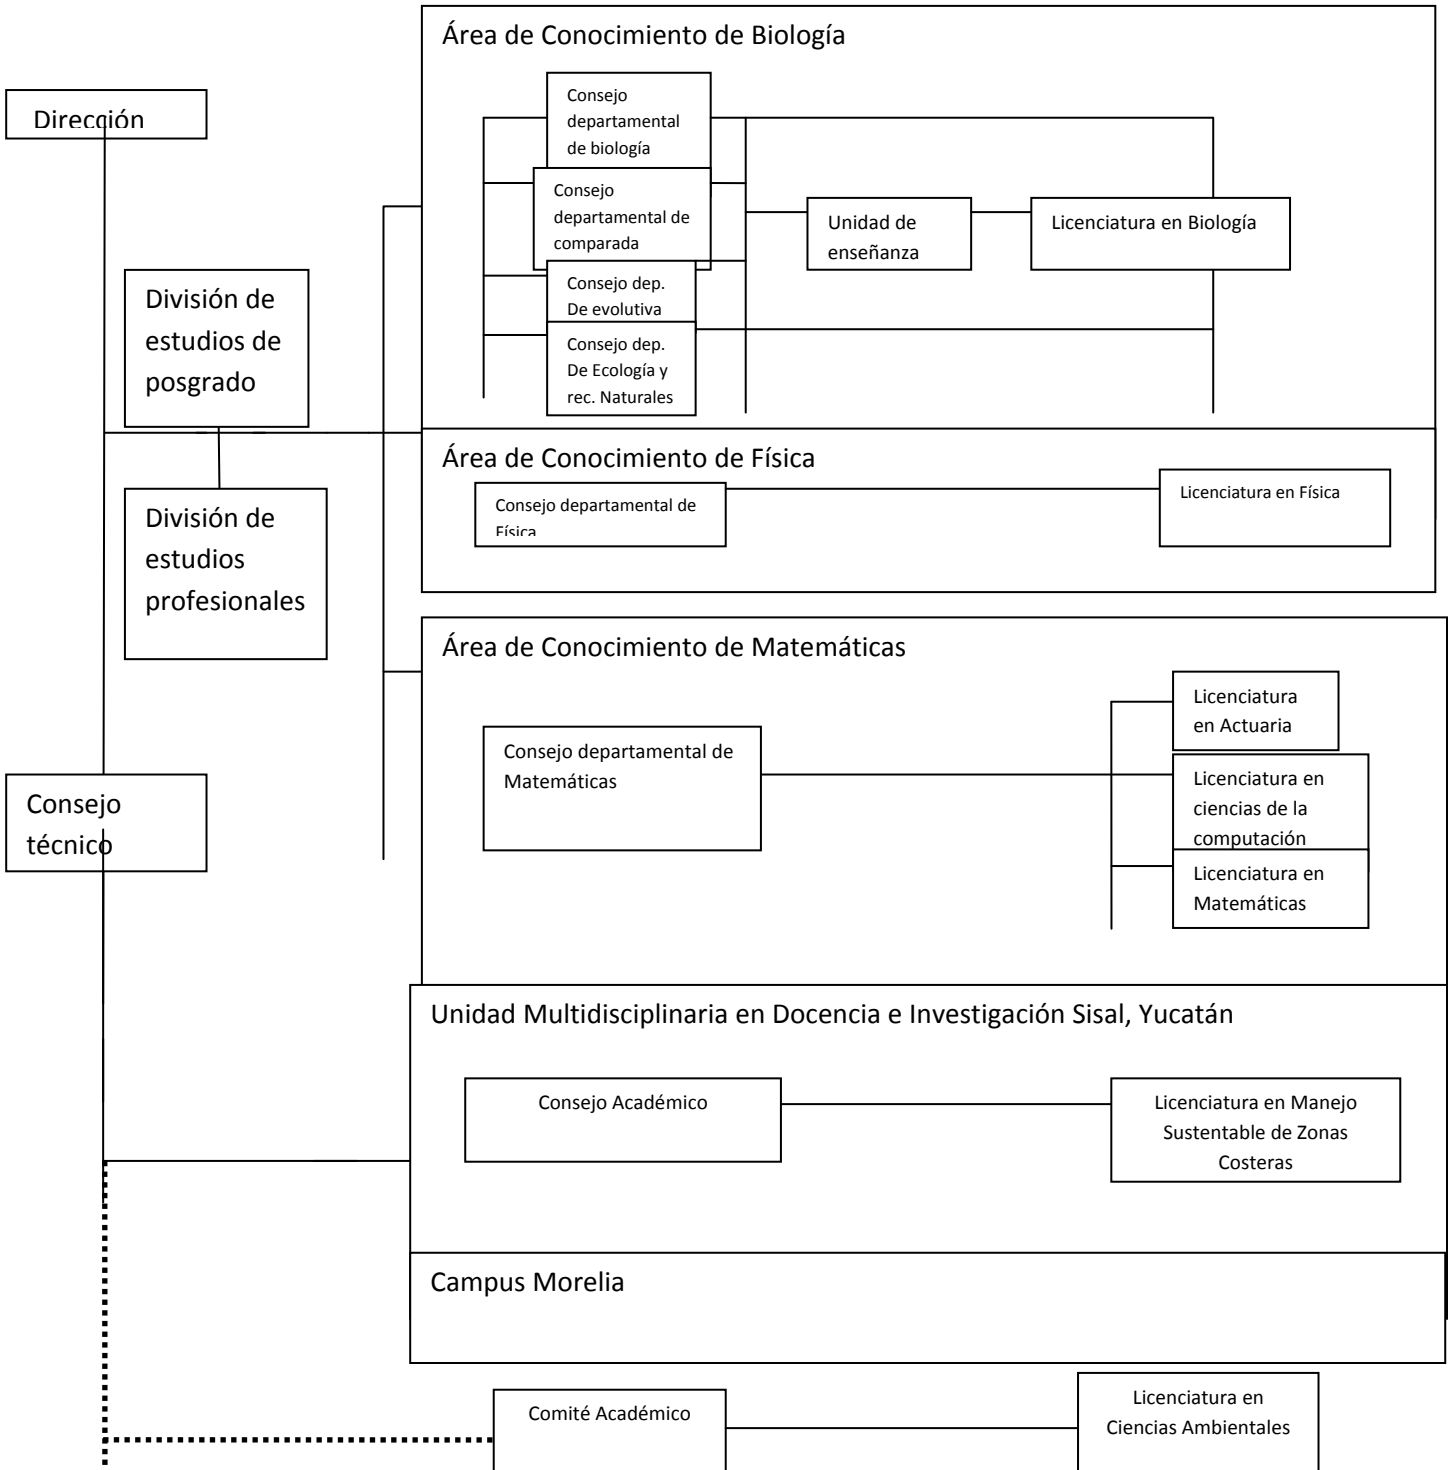 Área de Conocimiento de Biología
Dirección
Consejo
departamental
de biología
Consejo
departamental de
comparada
Unidad de
enseñanza
Licenciatura en Biología
Consejo dep.
De evolutiva
Consejo dep.
De Ecología y
rec. Naturales
División de
estudios de
posgrado
Área de Conocimiento de Física
Consejo departamental de
Física
Licenciatura en Física
División de
estudios
profesionales
Área de Conocimiento de Matemáticas
Consejo departamental de
Matemáticas
Licenciatura
en Actuaria
Licenciatura en
ciencias de la
computación
Licenciatura en
Matemáticas
Consejo
técnico
Unidad Multidisciplinaria en Docencia e Investigación Sisal, Yucatán
Consejo Académico
Licenciatura en Manejo
Sustentable de Zonas
Costeras
Campus Morelia
Comité Académico
Licenciatura en
Ciencias Ambientales